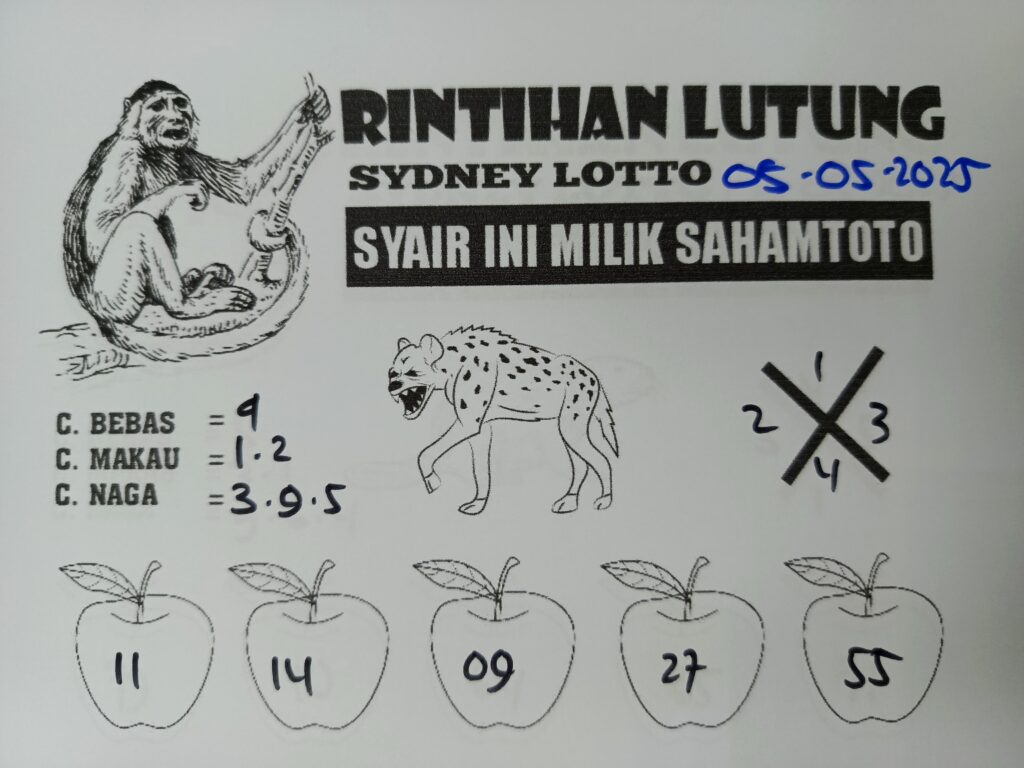 RINTIHAN LUTUNG
SYDNEY LOTTO 05-05-2025
SYAIR INI MILIK SAHAMTOTO
C. BEBAS = 9
C. MAKAU = 1.2
C. NAGA = 3.9.5
1
2 3
4
11 14 09 27 55